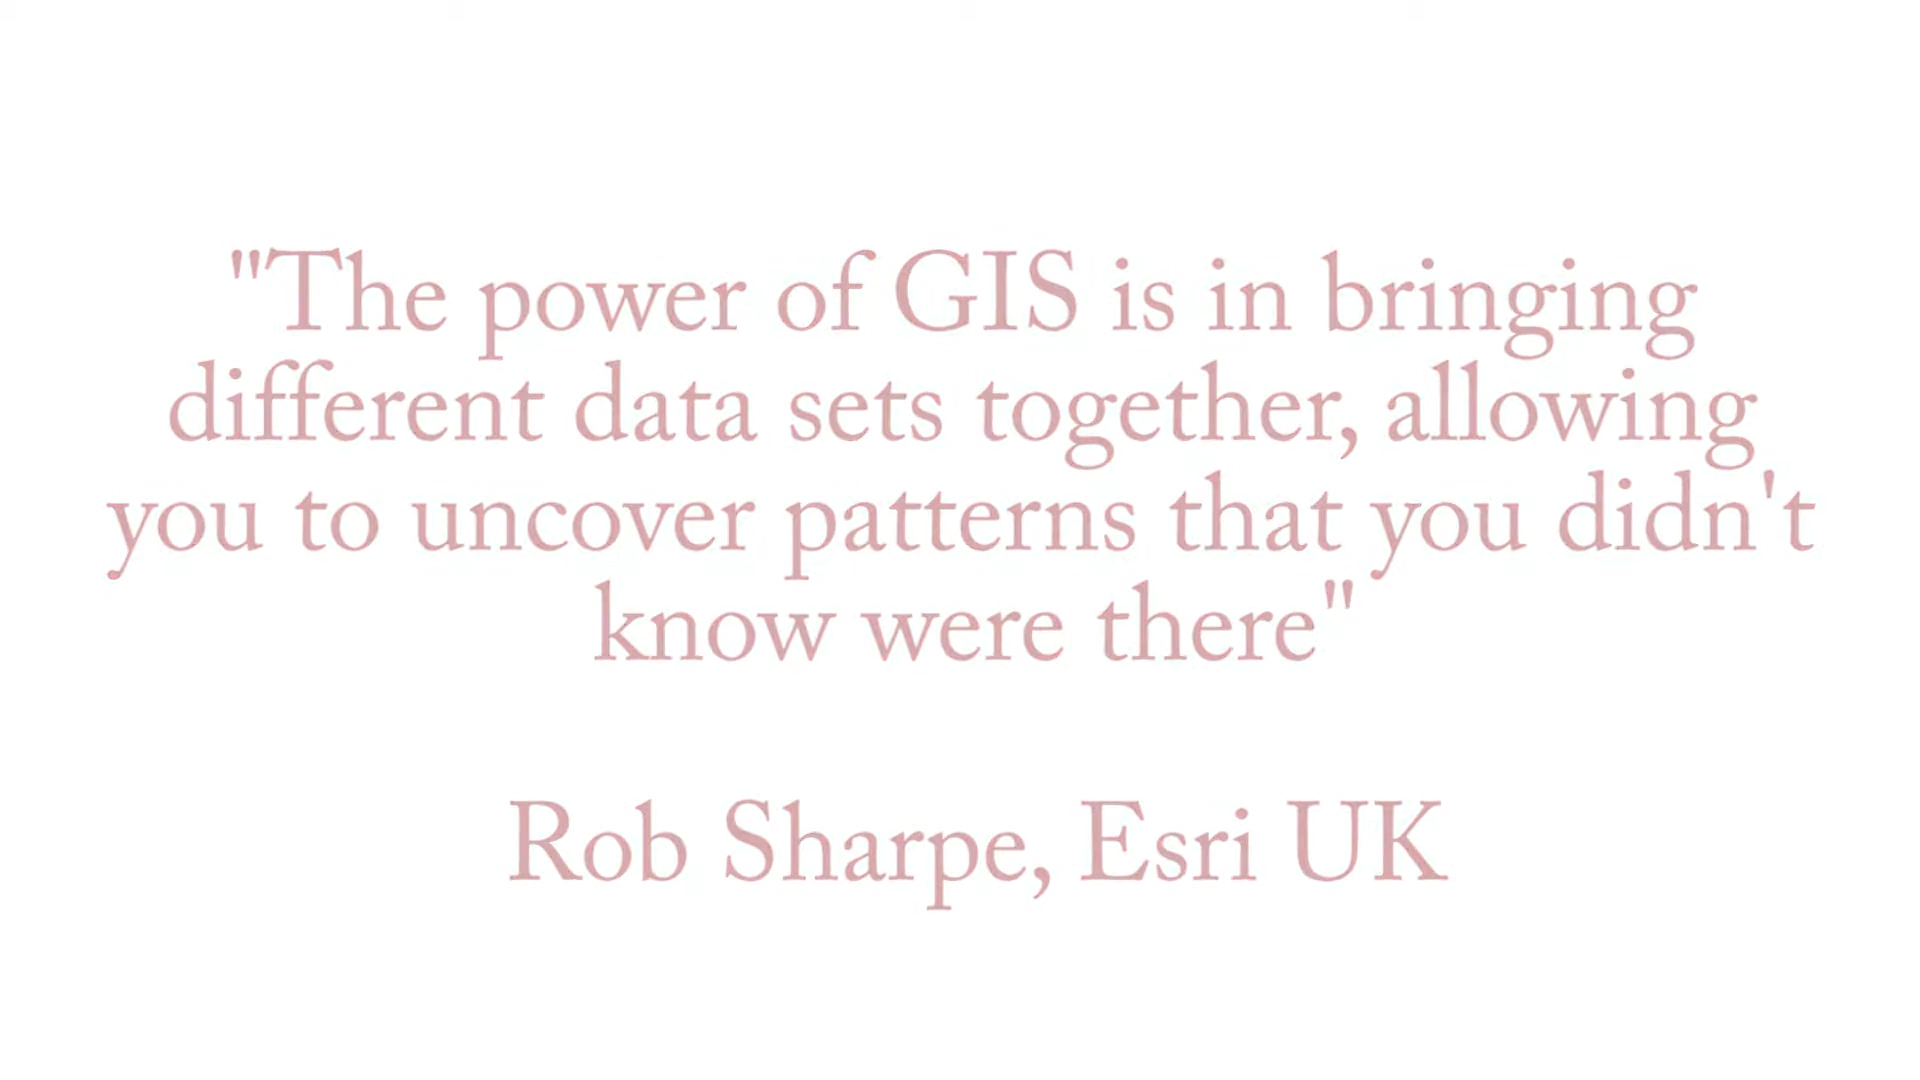 "The power of GIS is in bringing
different data sets together, allowing
you to uncover patterns that you didn't
know were there"
Rob Sharpe, Esri UK